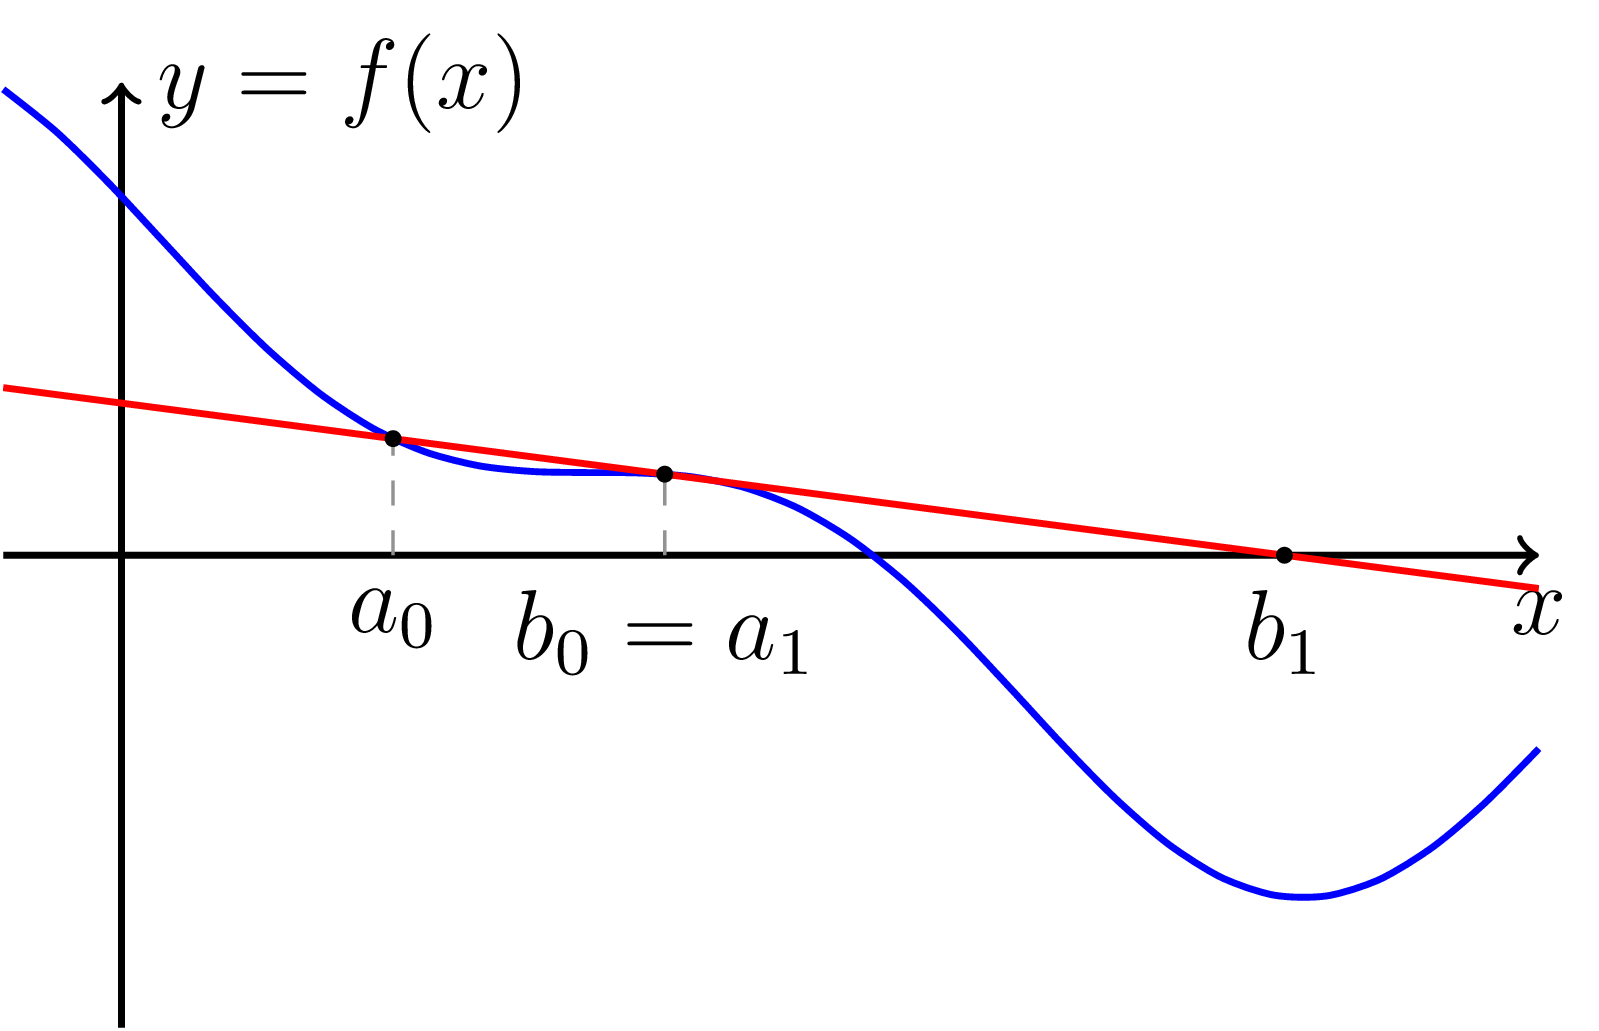 y = f(x)
a₀
b₀ = a₁
b₁
x